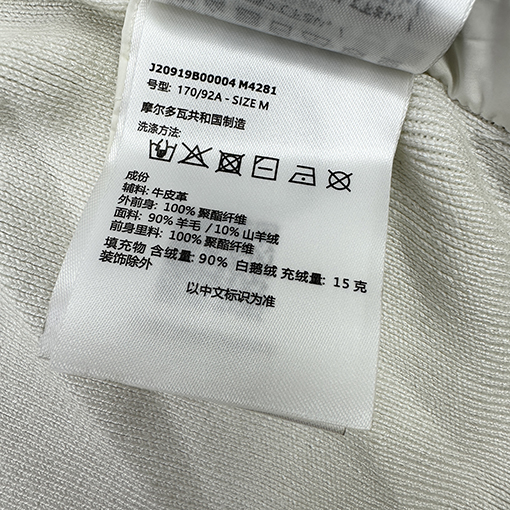 J20919B00004 M4281
号型: 170/92A - SIZE M
摩尔多瓦共和国制造
洗涤方法:
成份
辅料: 牛皮革
外前身: 100% 聚酯纤维
面料: 90% 羊毛 / 10% 山羊绒
前身里料: 100% 聚酯纤维
填充物 含绒量: 90% 白鹅绒 充绒量: 15 克
装饰除外
以中文标识为准